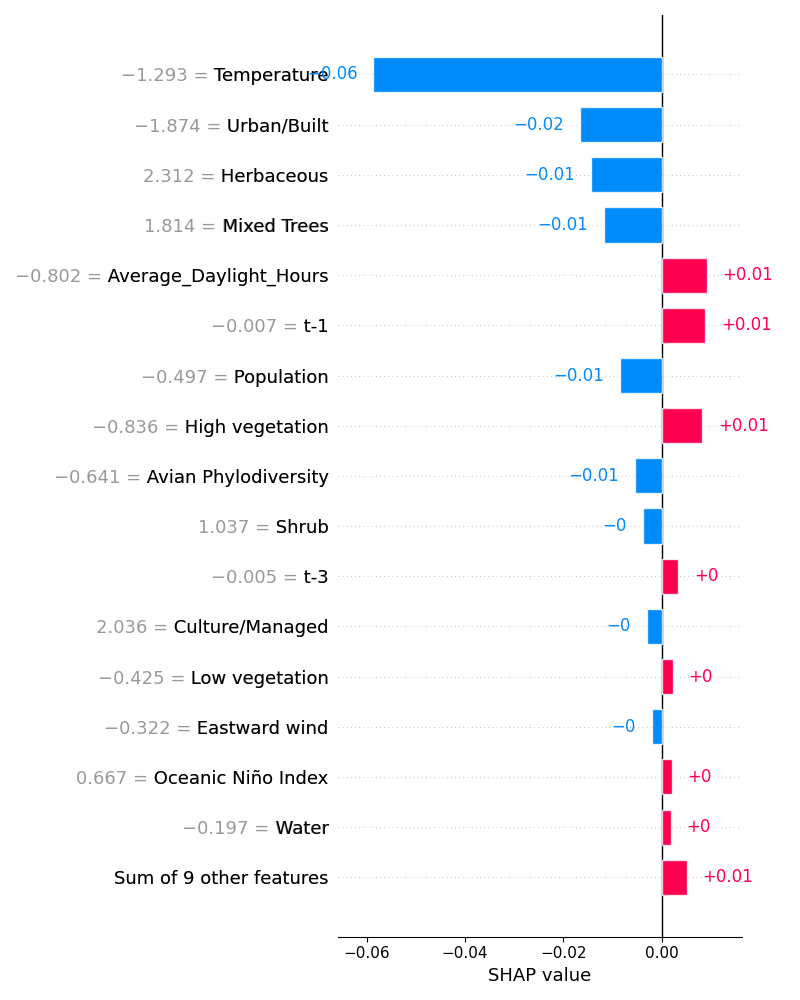 −1.293 = Temperature −0.06
−1.874 = Urban/Built −0.02
2.312 = Herbaceous −0.01
1.814 = Mixed Trees −0.01
−0.802 = Average_Daylight_Hours +0.01
−0.007 = t-1 +0.01
−0.497 = Population −0.01
−0.836 = High vegetation +0.01
−0.641 = Avian Phylodiversity −0.01
1.037 = Shrub −0
−0.005 = t-3 +0
2.036 = Culture/Managed −0
−0.425 = Low vegetation +0
−0.322 = Eastward wind −0
0.667 = Oceanic Niño Index +0
−0.197 = Water +0
Sum of 9 other features +0.01
−0.06 −0.04 −0.02 0.00
SHAP value